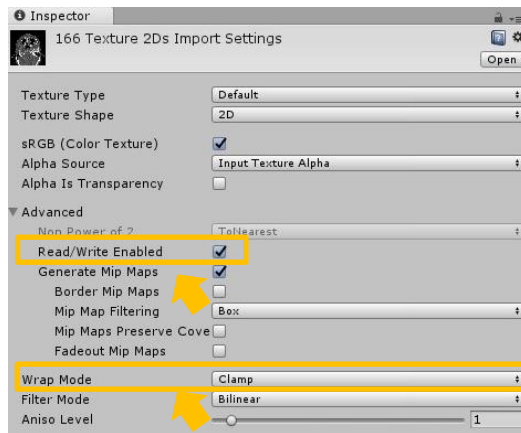 Inspector
166 Texture 2Ds Import Settings
Open
Texture Type Default
Texture Shape 2D
sRGB (Color Texture)
Alpha Source Input Texture Alpha
Alpha Is Transparency
Advanced
Non Power of 2 ToNearest
Read/Write Enabled
Generate Mip Maps
Border Mip Maps
Mip Map Filtering Box
Mip Maps Preserve Cove
Fadeout Mip Maps
Wrap Mode Clamp
Filter Mode Bilinear
Aniso Level 1